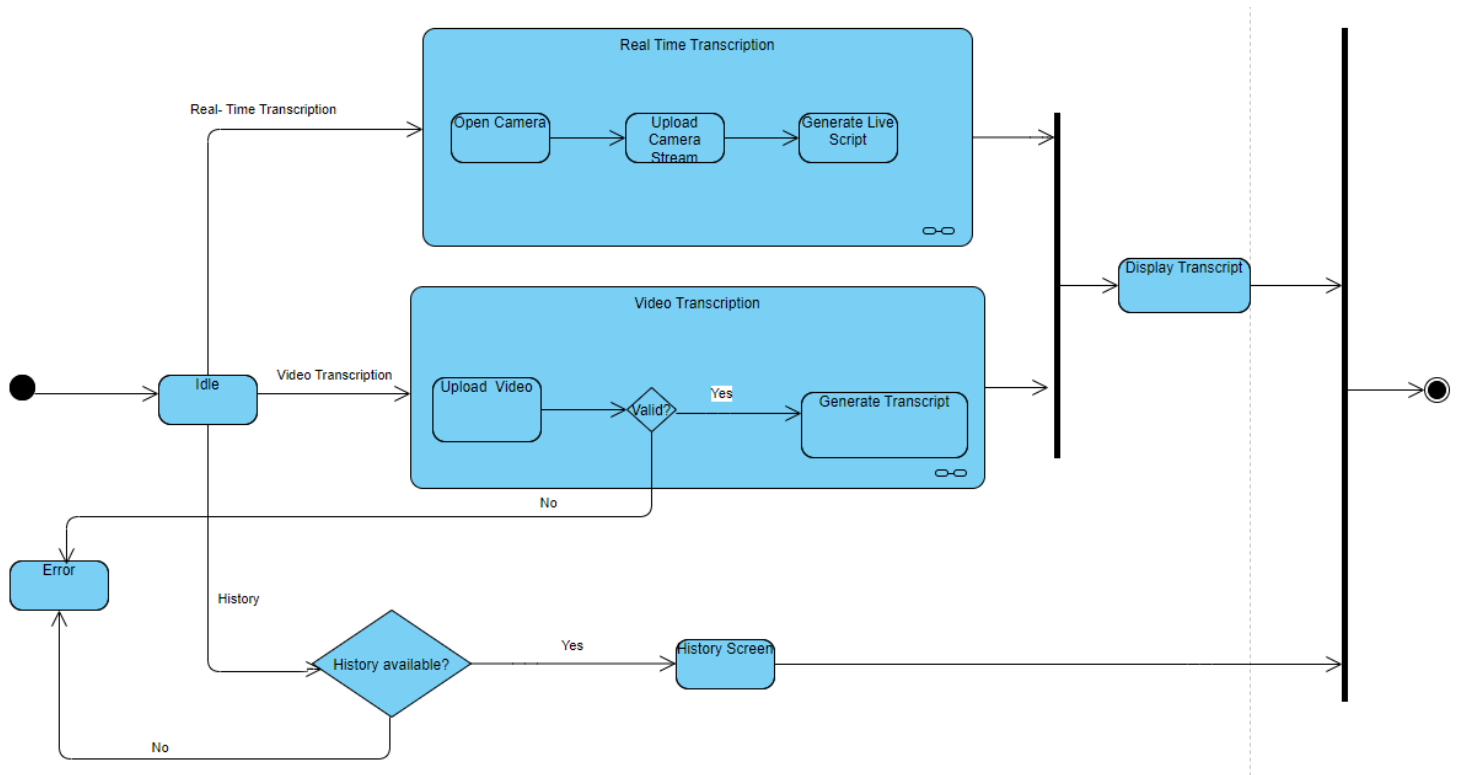 Real Time Transcription
Real- Time Transcription
Open Camera
Upload
Camera
Stream
Generate Live
Script
Display Transcript
Video Transcription
Idle
Video Transcription
Upload  Video
Valid?
Yes
Generate Transcript
No
Error
History
History available?
Yes
History Screen
No